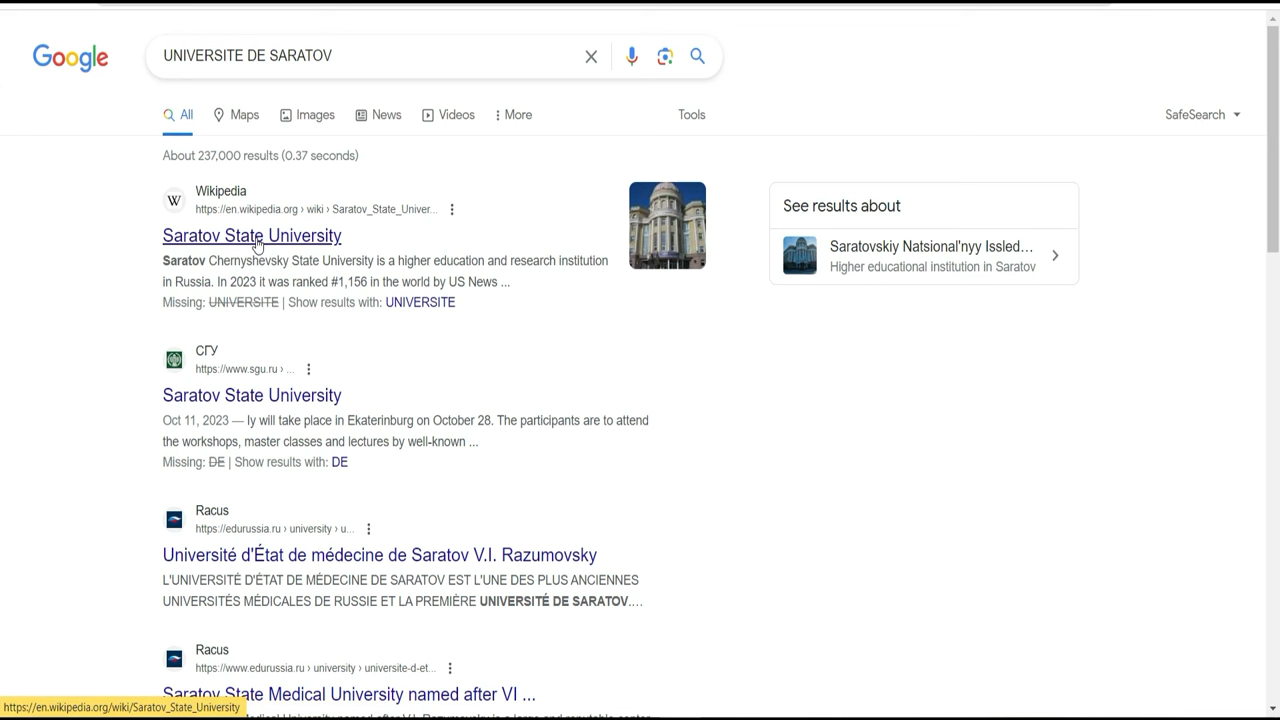 Google
UNIVERSITE DE SARATOV
All
Maps
Images
News
Videos
More
Tools
SafeSearch
About 237,000 results (0.37 seconds)
W
Wikipedia
https://en.wikipedia.org › wiki › Saratov_State_Univer...
Saratov State University
Saratov Chernyshevsky State University is a higher education and research institution
in Russia. In 2023 it was ranked #1,156 in the world by US News ...
Missing: UNIVERSITE | Show results with: UNIVERSITE
See results about
Saratovskiy Natsional'nyy Issled...
Higher educational institution in Saratov
СГУ
https://www.sgu.ru › ...
Saratov State University
Oct 11, 2023 — ly will take place in Ekaterinburg on October 28. The participants are to attend
the workshops, master classes and lectures by well-known ...
Missing: DE | Show results with: DE
Racus
https://edurussia.ru › university › u...
Université d'État de médecine de Saratov V.I. Razumovsky
L'UNIVERSITÉ D'ÉTAT DE MÉDECINE DE SARATOV EST L'UNE DES PLUS ANCIENNES
UNIVERSITÉS MÉDICALES DE RUSSIE ET LA PREMIÈRE UNIVERSITÉ DE SARATOV....
Racus
https://www.edurussia.ru › university › universite-d-et...
Saratov State Medical University named after VI ...
https://en.wikipedia.org/wiki/Saratov_State_University